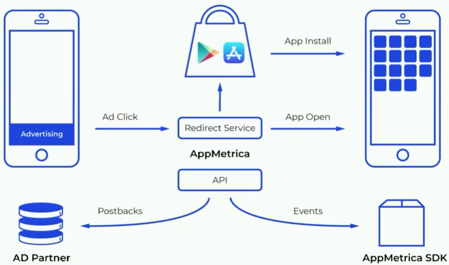 App Install
Advertising
Ad Click
Redirect Service
App Open
AppMetrica
API
Postbacks
Events
AD Partner
AppMetrica SDK